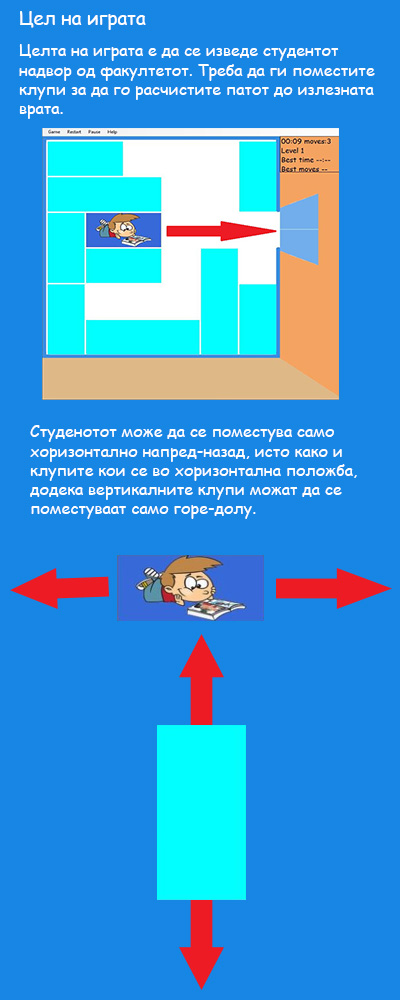 Цел на играта
Целта на играта е да се изведе студентот
надвор од факултетот. Треба да ги поместите
клупи за да го расчистите патот до излезната
врата.
Game Restart Pause Help
00:09 moves:3
Level 1
Best time --:--
Best moves --
Студенотот може да се поместува само
хоризонтално напред-назад, исто како и
клупите кои се во хоризонтална положба,
додека вертикалните клупи можат да се
поместуваат само горе-долу.